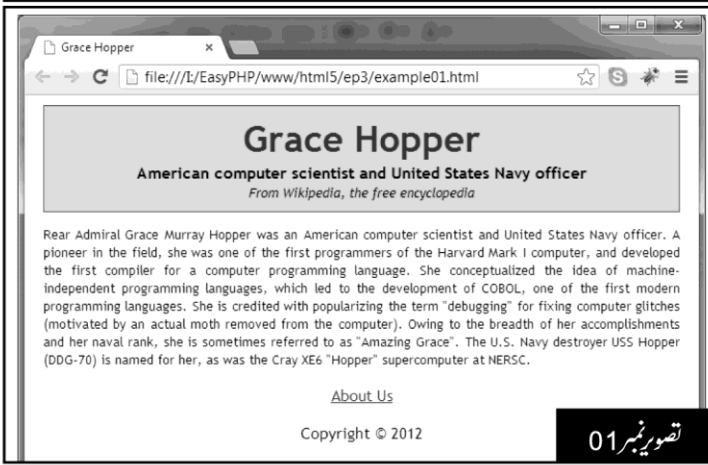 Grace Hopper
file:///I:/EasyPHP/www/html5/ep3/example01.html
Grace Hopper
American computer scientist and United States Navy officer
From Wikipedia, the free encyclopedia
Rear Admiral Grace Murray Hopper was an American computer scientist and United States Navy officer. A
pioneer in the field, she was one of the first programmers of the Harvard Mark I computer, and developed
the first compiler for a computer programming language. She conceptualized the idea of machine-
independent programming languages, which led to the development of COBOL, one of the first modern
programming languages. She is credited with popularizing the term "debugging" for fixing computer glitches
(motivated by an actual moth removed from the computer). Owing to the breadth of her accomplishments
and her naval rank, she is sometimes referred to as "Amazing Grace". The U.S. Navy destroyer USS Hopper
(DDG-70) is named for her, as was the Cray XE6 "Hopper" supercomputer at NERSC.
About Us
Copyright © 2012
تصویر نمبر 01